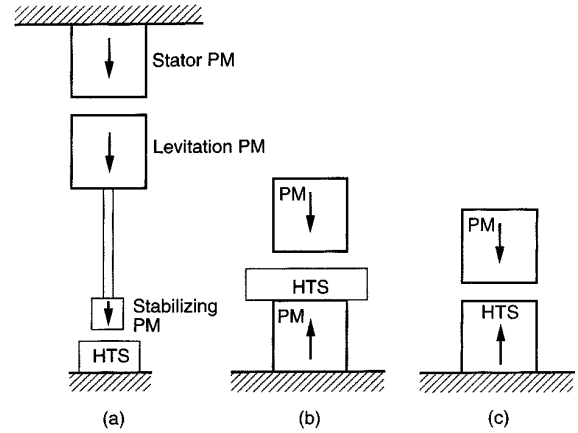 Stator PM
Levitation PM
Stabilizing
PM
HTS
(a)
PM
HTS
PM
(b)
PM
HTS
(c)